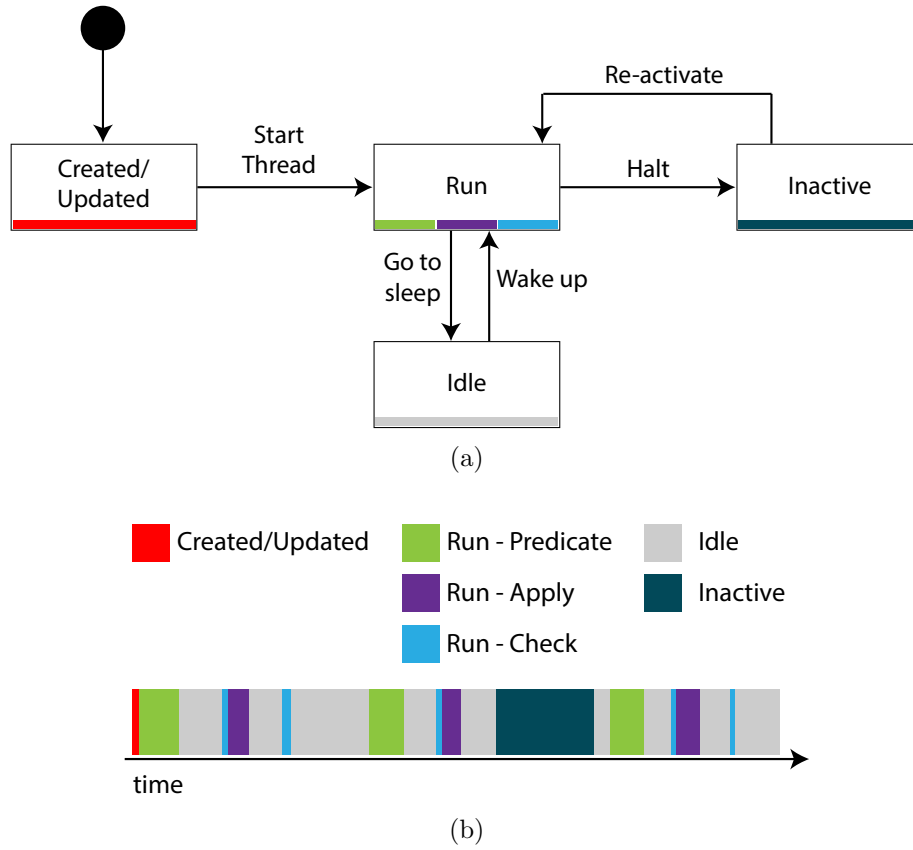 Re-activate
Start
Thread
Created/
Updated
Run
Halt
Inactive
Go to
sleep
Wake up
Idle
(a)
Created/Updated
Run - Predicate
Idle
Run - Apply
Inactive
Run - Check
time
(b)